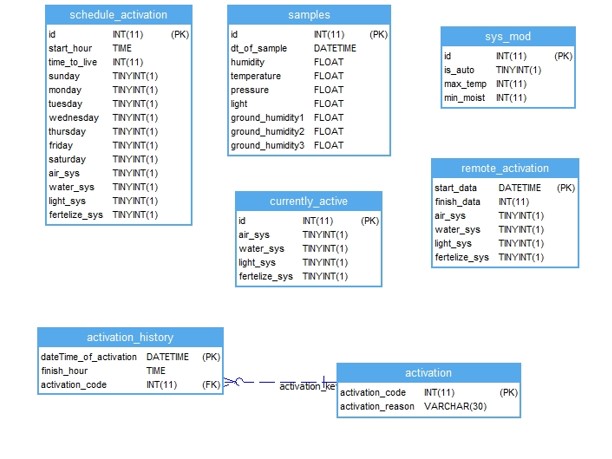 schedule_activation
id INT(11) (PK)
start_hour TIME
time_to_live INT(11)
sunday TINYINT(1)
monday TINYINT(1)
tuesday TINYINT(1)
wednesday TINYINT(1)
thursday TINYINT(1)
friday TINYINT(1)
saturday TINYINT(1)
air_sys TINYINT(1)
water_sys TINYINT(1)
light_sys TINYINT(1)
fertelize_sys TINYINT(1)
samples
id INT(11) (PK)
dt_of_sample DATETIME
humidity FLOAT
temperature FLOAT
pressure FLOAT
light FLOAT
ground_humidity1 FLOAT
ground_humidity2 FLOAT
ground_humidity3 FLOAT
sys_mod
id INT(11) (PK)
is_auto TINYINT(1)
max_temp INT(11)
min_moist INT(11)
remote_activation
start_data DATETIME (PK)
finish_data INT(11)
air_sys TINYINT(1)
water_sys TINYINT(1)
light_sys TINYINT(1)
fertelize_sys TINYINT(1)
currently_active
id INT(11) (PK)
air_sys TINYINT(1)
water_sys TINYINT(1)
light_sys TINYINT(1)
fertelize_sys TINYINT(1)
activation_history
dateTime_of_activation DATETIME (PK)
finish_hour TIME
activation_code INT(11) (FK)
activation_ke
activation
activation_code INT(11) (PK)
activation_reason VARCHAR(30)